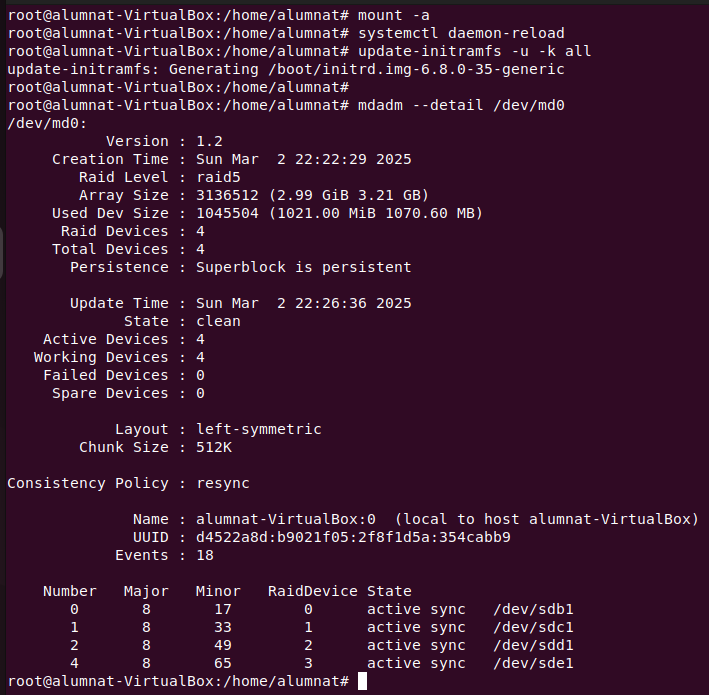 root@alumnat-VirtualBox:/home/alumnat# mount -a
root@alumnat-VirtualBox:/home/alumnat# systemctl daemon-reload
root@alumnat-VirtualBox:/home/alumnat# update-initramfs -u -k all
update-initramfs: Generating /boot/initrd.img-6.8.0-35-generic
root@alumnat-VirtualBox:/home/alumnat#
root@alumnat-VirtualBox:/home/alumnat# mdadm --detail /dev/md0
/dev/md0:
           Version : 1.2
     Creation Time : Sun Mar  2 22:22:29 2025
        Raid Level : raid5
        Array Size : 3136512 (2.99 GiB 3.21 GB)
     Used Dev Size : 1045504 (1021.00 MiB 1070.60 MB)
      Raid Devices : 4
     Total Devices : 4
       Persistence : Superblock is persistent
       Update Time : Sun Mar  2 22:26:36 2025
             State : clean
    Active Devices : 4
   Working Devices : 4
    Failed Devices : 0
     Spare Devices : 0
            Layout : left-symmetric
        Chunk Size : 512K
Consistency Policy : resync
              Name : alumnat-VirtualBox:0  (local to host alumnat-VirtualBox)
              UUID : d4522a8d:b9021f05:2f8f1d5a:354cabb9
            Events : 18
    Number   Major   Minor   RaidDevice State
       0       8       17        0      active sync   /dev/sdb1
       1       8       33        1      active sync   /dev/sdc1
       2       8       49        2      active sync   /dev/sdd1
       4       8       65        3      active sync   /dev/sde1
root@alumnat-VirtualBox:/home/alumnat#